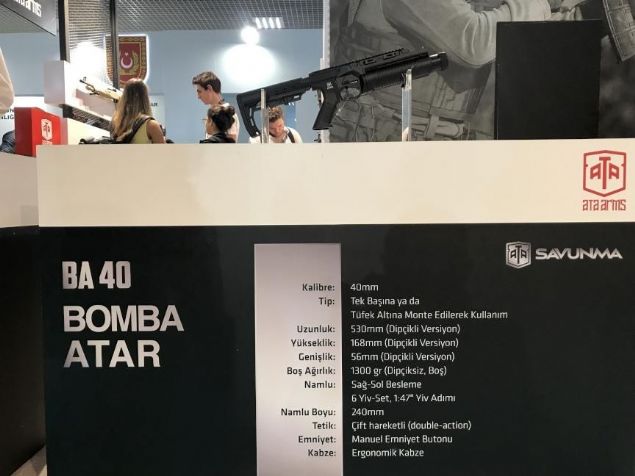 ata arms
SAVUNMA
BA 40
BOMBA
ATAR
Kalibre: 40mm
Tip: Tek Başına ya da
Tüfek Altına Monte Edilerek Kullanım
Uzunluk: 530mm (Dipçikli Versiyon)
Yükseklik: 168mm (Dipçikli Versiyon)
Genişlik: 56mm (Dipçikli Versiyon)
Boş Ağırlık: 1300 gr (Dipçiksiz, Boş)
Namlu: Sağ-Sol Besleme
6 Yiv-Set, 1:47" Yiv Adımı
Namlu Boyu: 240mm
Tetik: Çift hareketli (double-action)
Emniyet: Manuel Emniyet Butonu
Kabze: Ergonomik Kabze